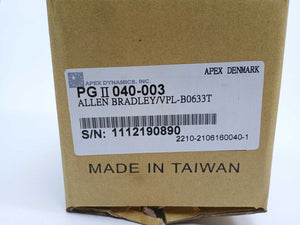 APEX DENMARK
APEX DYNAMICS, INC.
PG II 040-003
ALLEN BRADLEY/VPL-B0633T
S/N: 1112190890
2210-2106160040-1
MADE IN TAIWAN